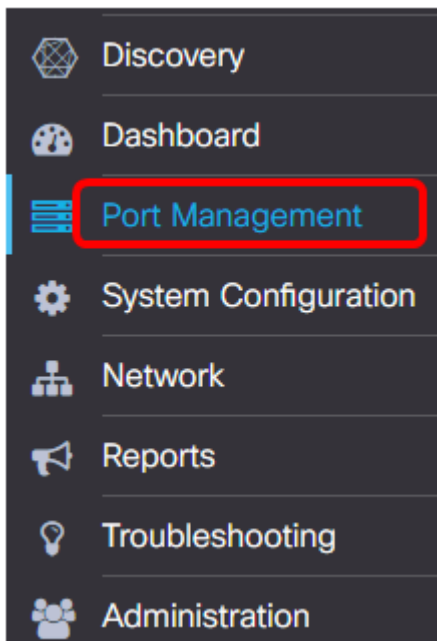 Discovery
Dashboard
Port Management
System Configuration
Network
Reports
Troubleshooting
Administration